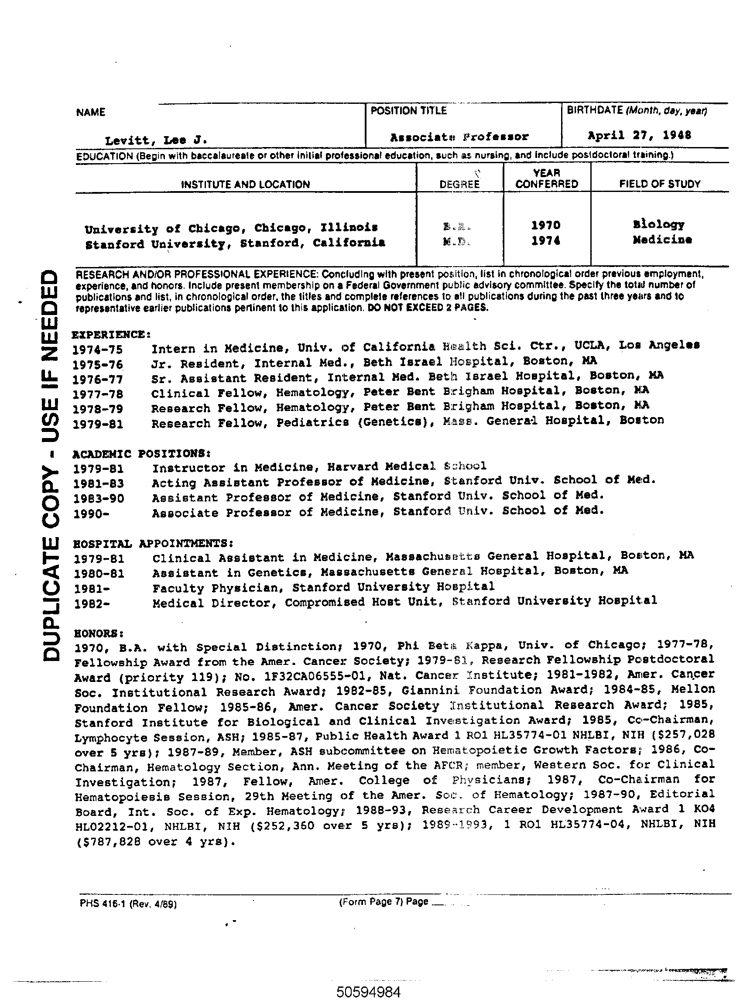 NAME
POSITION TITLE
BIRTHDATE (Month, day, year)
Levitt, Lee J.
Associate Professor
April 27, 1948
EDUCATION (Begin with baccalaureate or other initial professional education, such as nursing, and include postdoctoral training.)
INSTITUTE AND LOCATION
DEGREE
YEAR CONFERRED
FIELD OF STUDY
University of Chicago, Chicago, Illinois B.A. 1970 Biology
Stanford University, Stanford, California M.D. 1974 Medicine
RESEARCH AND/OR PROFESSIONAL EXPERIENCE: Concluding with present position, list in chronological order previous employment,
experience, and honors. Include present membership on a Federal Government public advisory committee. Specify the total number of
publications and list, in chronological order, the titles and complete references to all publications during the past three years and to
representative earlier publications pertinent to this application. DO NOT EXCEED 2 PAGES.
EXPERIENCE:
1974-75 Intern in Medicine, Univ. of California Health Sci. Ctr., UCLA, Los Angeles
1975-76 Jr. Resident, Internal Med., Beth Israel Hospital, Boston, MA
1976-77 Sr. Assistant Resident, Internal Med. Beth Israel Hospital, Boston, MA
1977-78 Clinical Fellow, Hematology, Peter Bent Brigham Hospital, Boston, MA
1978-79 Research Fellow, Hematology, Peter Bent Brigham Hospital, Boston, MA
1979-81 Research Fellow, Pediatrics (Genetics), Mass. General Hospital, Boston
ACADEMIC POSITIONS:
1979-81 Instructor in Medicine, Harvard Medical School
1981-83 Acting Assistant Professor of Medicine, Stanford Univ. School of Med.
1983-90 Assistant Professor of Medicine, Stanford Univ. School of Med.
1990- Associate Professor of Medicine, Stanford Univ. School of Med.
HOSPITAL APPOINTMENTS:
1979-81 Clinical Assistant in Medicine, Massachusetts General Hospital, Boston, MA
1980-81 Assistant in Genetics, Massachusetts General Hospital, Boston, MA
1981- Faculty Physician, Stanford University Hospital
1982- Medical Director, Compromised Host Unit, Stanford University Hospital
HONORS:
1970, B.A. with Special Distinction; 1970, Phi Beta Kappa, Univ. of Chicago; 1977-78,
Fellowship Award from the Amer. Cancer Society; 1979-81, Research Fellowship Postdoctoral
Award (priority 119); No. 1F32CA06555-01, Nat. Cancer Institute; 1981-1982, Amer. Cancer
Soc. Institutional Research Award; 1982-85, Giannini Foundation Award; 1984-85, Mellon
Foundation Fellow; 1985-86, Amer. Cancer Society Institutional Research Award; 1985,
Stanford Institute for Biological and Clinical Investigation Award; 1985, Co-Chairman,
Lymphocyte Session, ASH; 1985-87, Public Health Award 1 RO1 HL35774-01 NHLBI, NIH ($257,028
over 5 yrs); 1987-89, Member, ASH subcommittee on Hematopoietic Growth Factors; 1986, Co-
Chairman, Hematology Section, Ann. Meeting of the AFCR; member, Western Soc. for Clinical
Investigation; 1987, Fellow, Amer. College of Physicians; 1987, Co-Chairman for
Hematopoiesis Session, 29th Meeting of the Amer. Soc. of Hematology; 1987-90, Editorial
Board, Int. Soc. of Exp. Hematology; 1988-93, Research Career Development Award 1 KO4
HL02212-01, NHLBI, NIH ($252,360 over 5 yrs); 1989-1993, 1 RO1 HL35774-04, NHLBI, NIH
($787,828 over 4 yrs).
DUPLICATE COPY - USE IF NEEDED
PHS 416-1 (Rev. 4/89)
(Form Page 7) Page
50594984